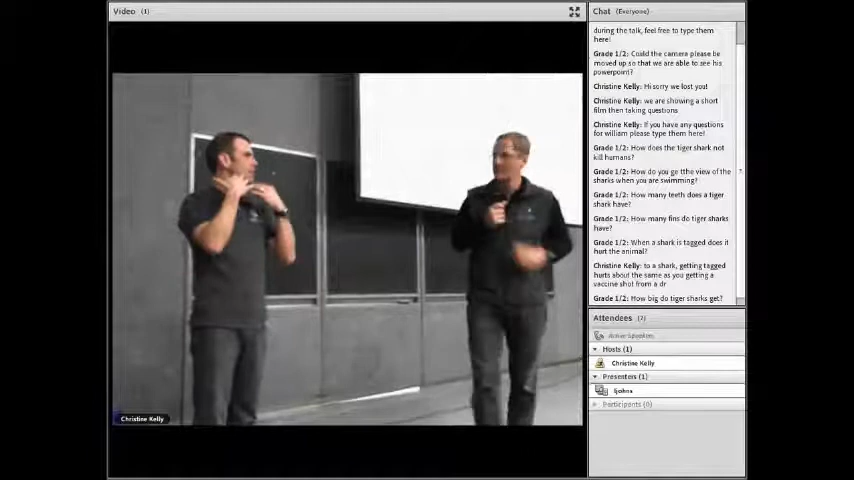 Video (1)
Chat (Everyone)
during the talk, feel free to type them
here!
Grade 1/2: Could the camera please be
moved up so that we are able to see his
powerpoint?
Christine Kelly: Hi sorry we lost you!
Christine Kelly: we are showing a short
film then taking questions
Christine Kelly: If you have any questions
for william please type them here!
Grade 1/2: How does the tiger shark not
kill humans?
Grade 1/2: How do you ge tthe view of the
sharks when you are swimming?
Grade 1/2: How many teeth does a tiger
shark have?
Grade 1/2: How many fins do tiger sharks
have?
Grade 1/2: When a shark is tagged does it
hurt the animal?
Christine Kelly: to a shark, getting tagged
hurts about the same as you getting a
vaccine shot from a dr
Grade 1/2: How big do tiger sharks get?
Attendees (2)
Active Speakers
Hosts (1)
Christine Kelly
Presenters (1)
ljohns
Participants (0)
Christine Kelly